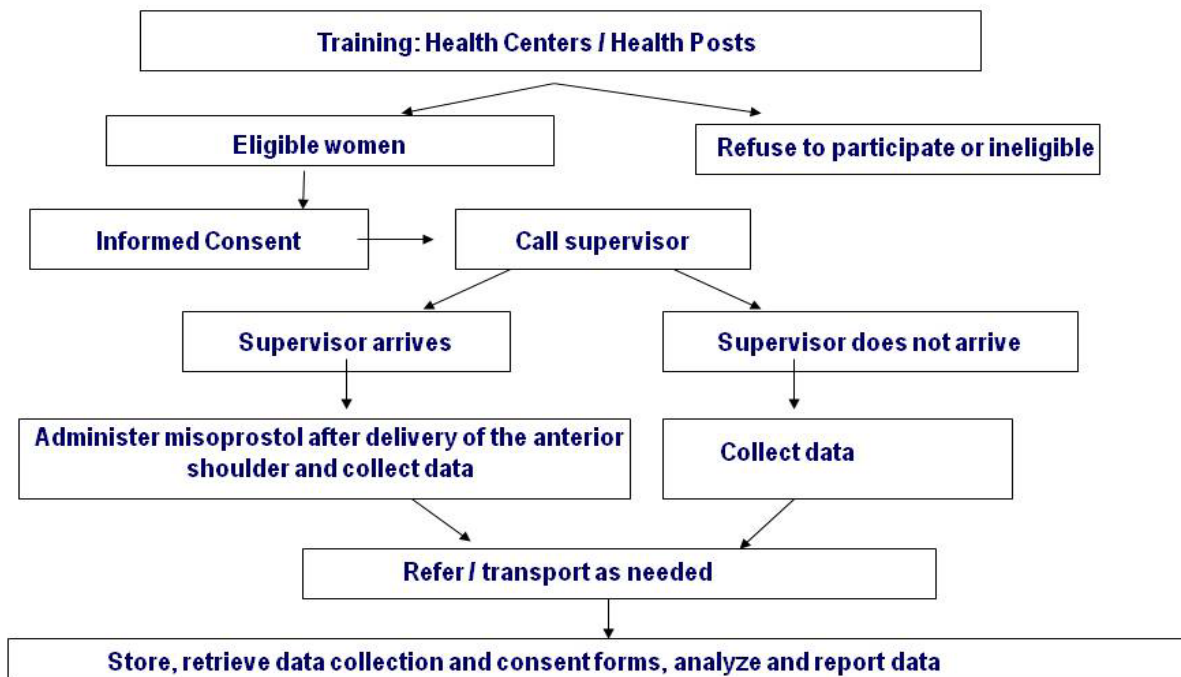 Training: Health Centers / Health Posts
Eligible women
Refuse to participate or ineligible
Informed Consent
Call supervisor
Supervisor arrives
Supervisor does not arrive
Administer misoprostol after delivery of the anterior
shoulder and collect data
Collect data
Refer / transport as needed
Store, retrieve data collection and consent forms, analyze and report data